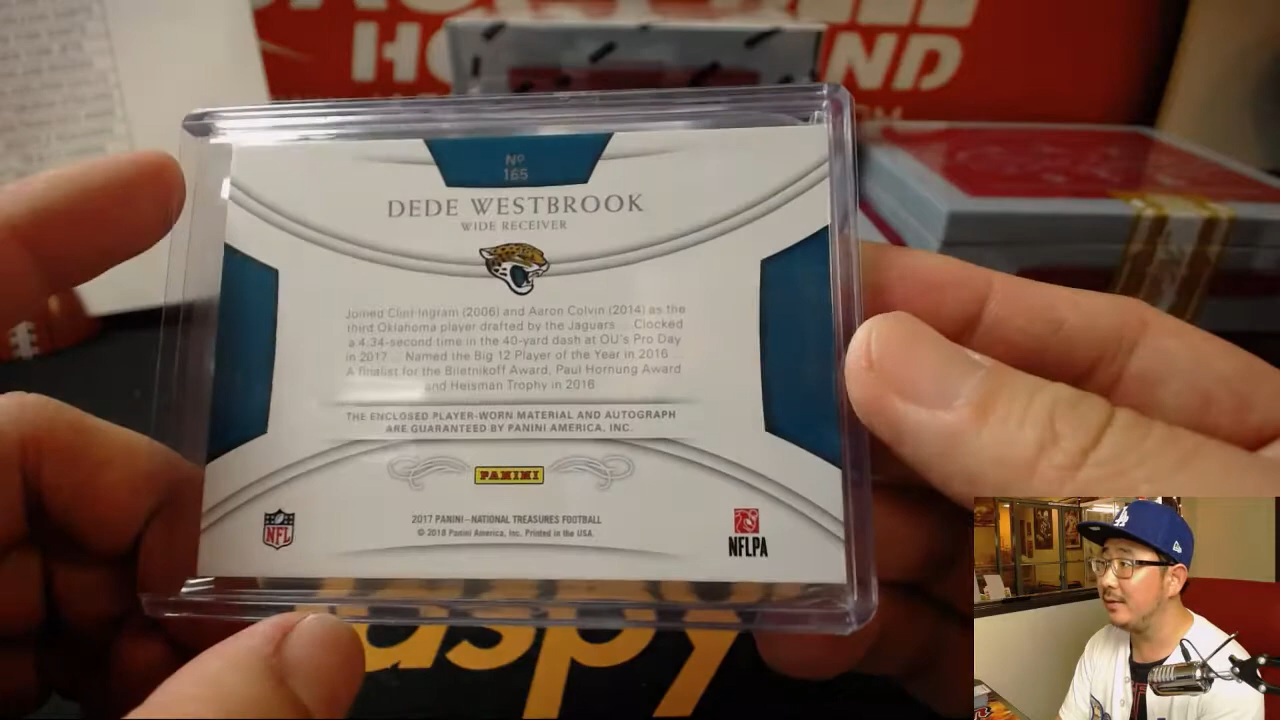 HO
ND
Nº
165
DEDE WESTBROOK
WIDE RECEIVER
Joined Clint Ingram (2006) and Aaron Colvin (2014) as the
third Oklahoma player drafted by the Jaguars ... Clocked
a 4.34-second time in the 40-yard dash at OU's Pro Day
in 2017 ... Named the Big 12 Player of the Year in 2016 ...
A finalist for the Biletnikoff Award, Paul Hornung Award
and Heisman Trophy in 2016.
THE ENCLOSED PLAYER-WORN MATERIAL AND AUTOGRAPH
ARE GUARANTEED BY PANINI AMERICA, INC.
PANINI
2017 PANINI—NATIONAL TREASURES FOOTBALL
© 2018 Panini America, Inc. Printed in the USA.
NFL
NFLPA
aspy
LA